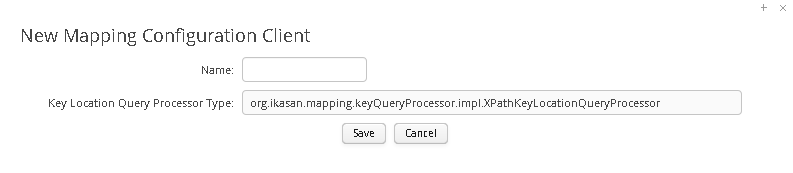 New Mapping Configuration Client
Name:
Key Location Query Processor Type: org.ikasan.mapping.keyQueryProcessor.impl.XPathKeyLocationQueryProcessor
Save Cancel